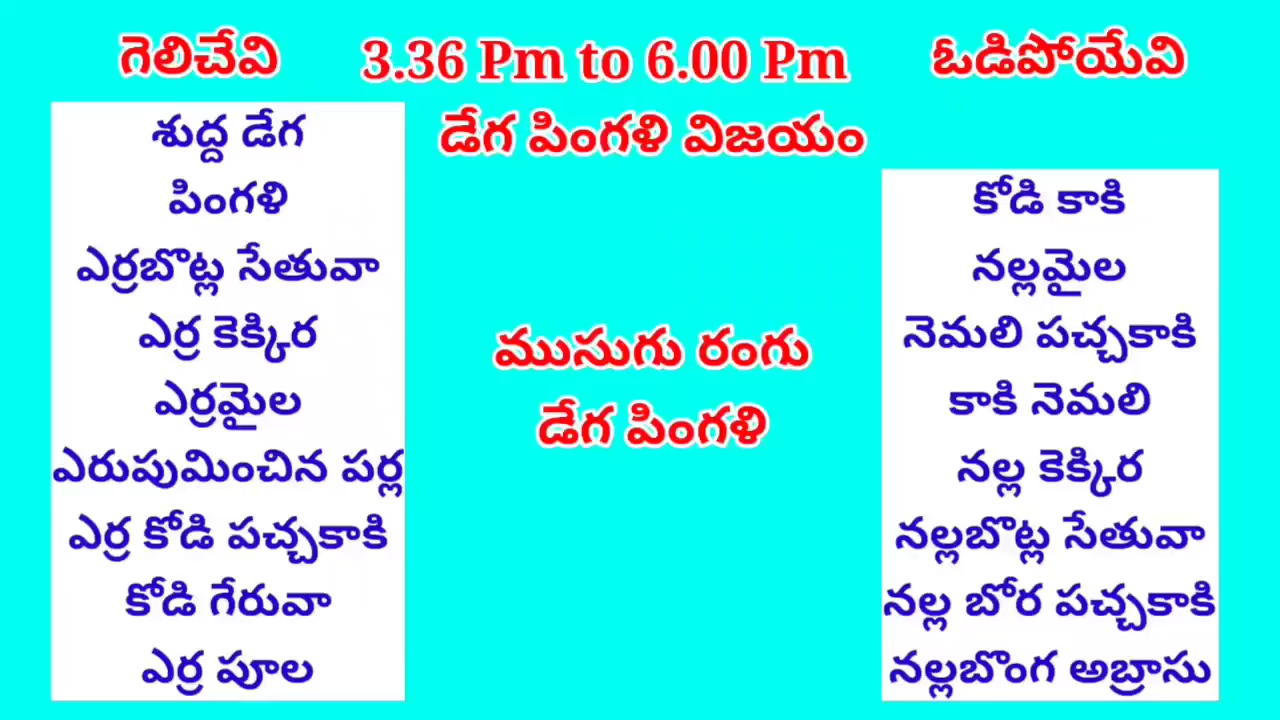 గెలిచేవి
3.36 Pm to 6.00 Pm
ఓడిపోయేవి
డేగ పింగళి విజయం
శుద్ద డేగ
పింగళి
ఎర్రబొట్ల సేతువా
ఎర్ర కెక్కిర
ఎర్రమైల
ఎరుపుమించిన పర్ల
ఎర్ర కోడి పచ్చకాకి
కోడి గేరువా
ఎర్ర పూల
ముసుగు రంగు
డేగ పింగళి
కోడి కాకి
నల్లమైల
నెమలి పచ్చకాకి
కాకి నెమలి
నల్ల కెక్కిర
నల్లబొట్ల సేతువా
నల్ల బోర పచ్చకాకి
నల్లబొంగ అబ్రాసు